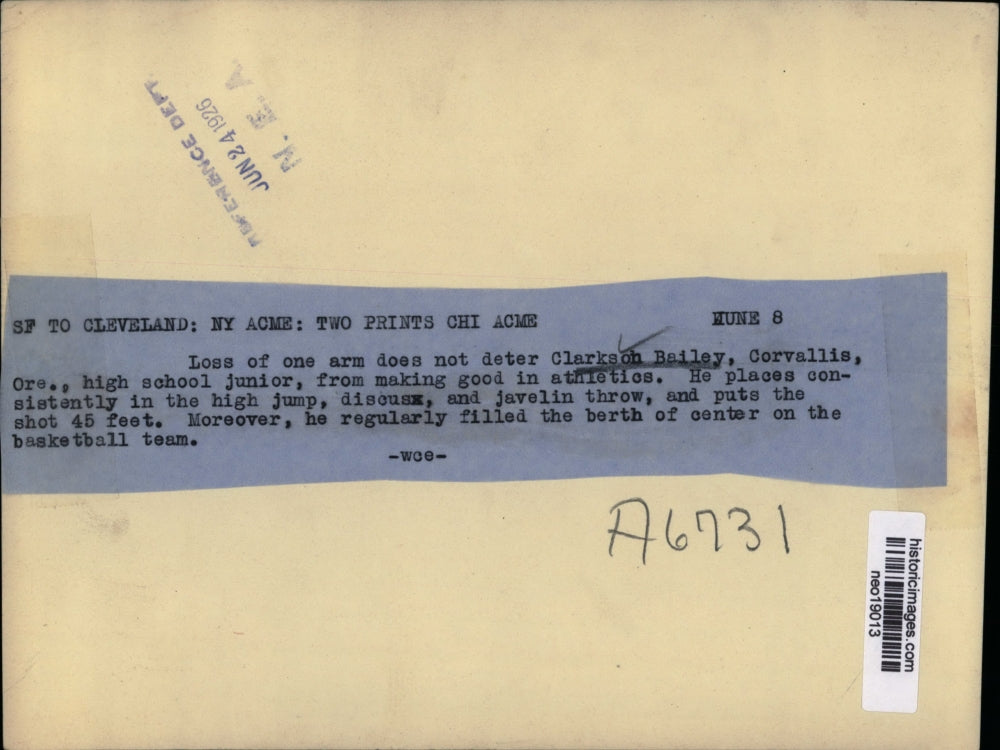 REFERENCE DEPT.
JUN 24 1926
N. E. A.
SF TO CLEVELAND: NY ACME: TWO PRINTS CHI ACME JUNE 8
Loss of one arm does not deter Clarkson Bailey, Corvallis,
Ore., high school junior, from making good in athletics. He places con-
sistently in the high jump, discus, and javelin throw, and puts the
shot 45 feet. Moreover, he regularly filled the berth of center on the
basketball team.
-wce-
A6731
historicimages.com
neo19013